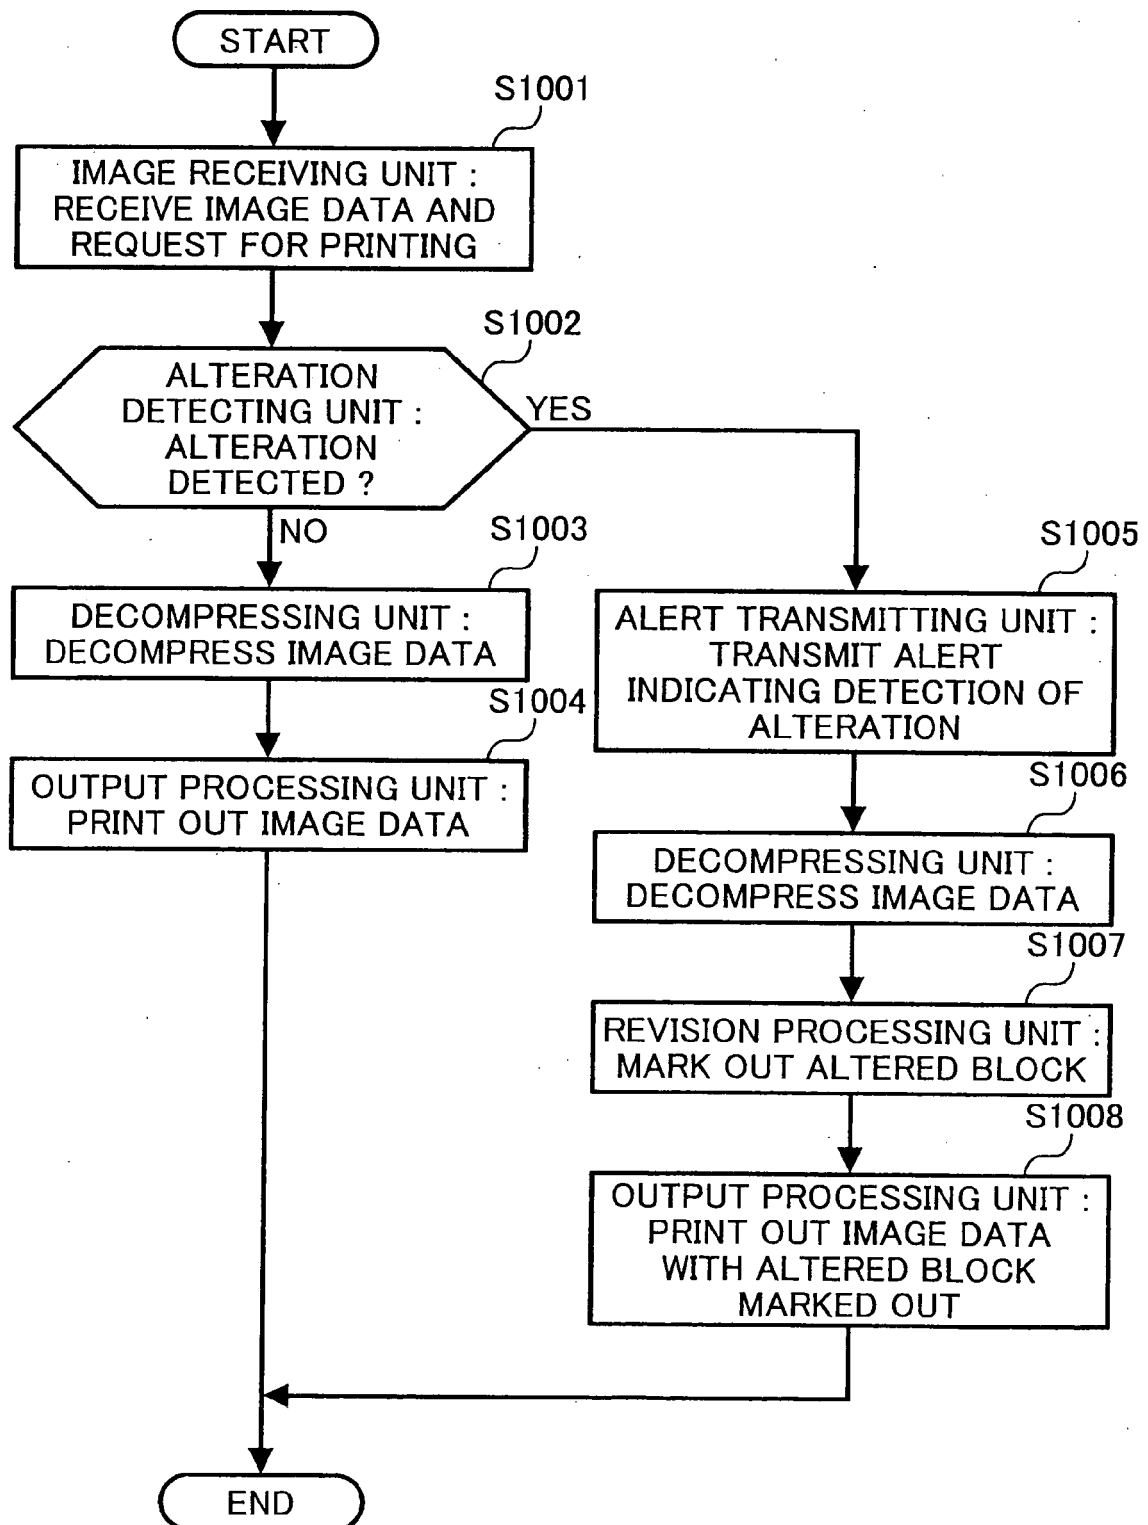 START
S1001
IMAGE RECEIVING UNIT :
RECEIVE IMAGE DATA AND
REQUEST FOR PRINTING
S1002
ALTERATION
DETECTING UNIT :
ALTERATION
DETECTED ?
YES
NO
S1003
DECOMPRESSING UNIT :
DECOMPRESS IMAGE DATA
S1004
OUTPUT PROCESSING UNIT :
PRINT OUT IMAGE DATA
S1005
ALERT TRANSMITTING UNIT :
TRANSMIT ALERT
INDICATING DETECTION OF
ALTERATION
S1006
DECOMPRESSING UNIT :
DECOMPRESS IMAGE DATA
S1007
REVISION PROCESSING UNIT :
MARK OUT ALTERED BLOCK
S1008
OUTPUT PROCESSING UNIT :
PRINT OUT IMAGE DATA
WITH ALTERED BLOCK
MARKED OUT
END